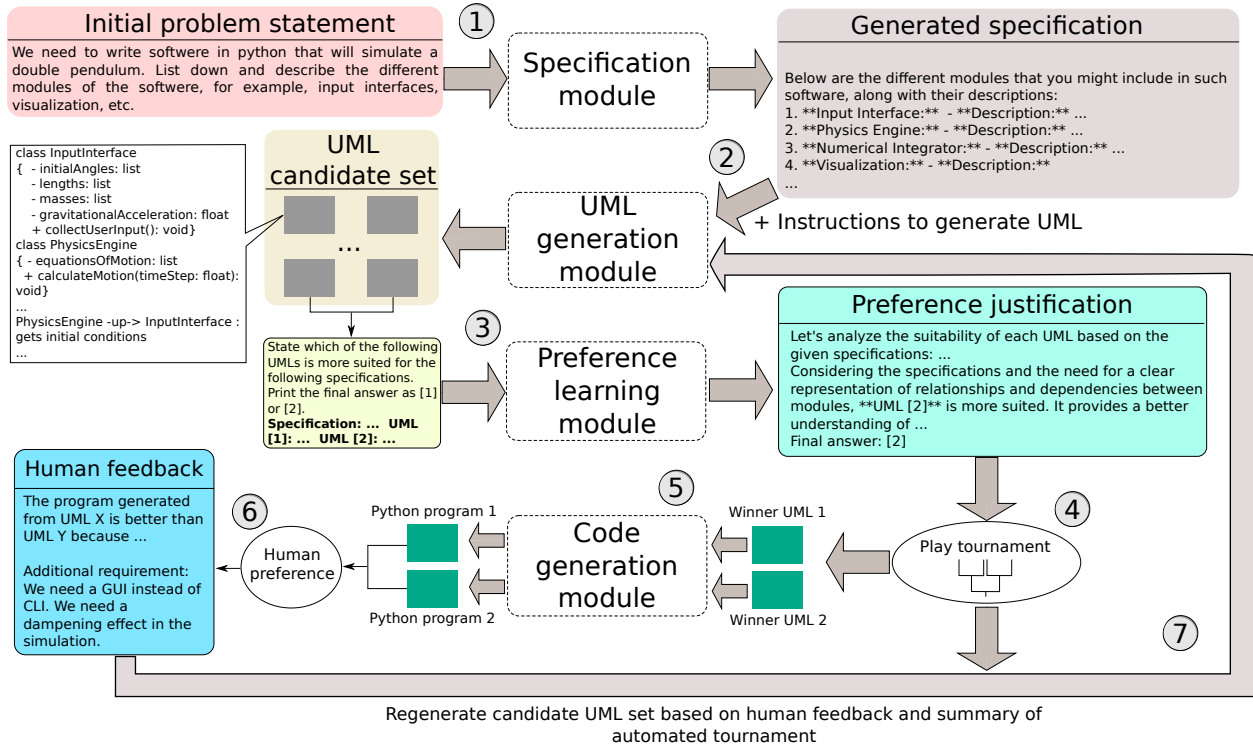 Initial problem statement
We need to write softwere in python that will simulate a
double pendulum. List down and describe the different
modules of the softwere, for example, input interfaces,
visualization, etc.
1
Specification
module
Generated specification
Below are the different modules that you might include in such
software, along with their descriptions:
1. **Input Interface:** - **Description:** ...
2. **Physics Engine:** - **Description:** ...
3. **Numerical Integrator:** - **Description:** ...
4. **Visualization:** - **Description:**
...
2
+ Instructions to generate UML
UML
generation
module
UML
candidate set
...
class InputInterface
{ - initialAngles: list
- lengths: list
- masses: list
- gravitationalAcceleration: float
+ collectUserInput(): void}
class PhysicsEngine
{ - equationsOfMotion: list
+ calculateMotion(timeStep: float):
void}
...
PhysicsEngine -up-> InputInterface :
gets initial conditions
...
State which of the following
UMLs is more suited for the
following specifications.
Print the final answer as [1]
or [2].
Specification: ... UML
[1]: ... UML [2]: ...
3
Preference
learning
module
Preference justification
Let's analyze the suitability of each UML based on the
given specifications: ...
Considering the specifications and the need for a clear
representation of relationships and dependencies between
modules, **UML [2]** is more suited. It provides a better
understanding of ...
Final answer: [2]
4
Play tournament
Winner UML 1
Winner UML 2
5
Code
generation
module
Python program 1
Python program 2
6
Human
preference
Human feedback
The program generated
from UML X is better than
UML Y because ...
Additional requirement:
We need a GUI instead of
CLI. We need a
dampening effect in the
simulation.
7
Regenerate candidate UML set based on human feedback and summary of
automated tournament